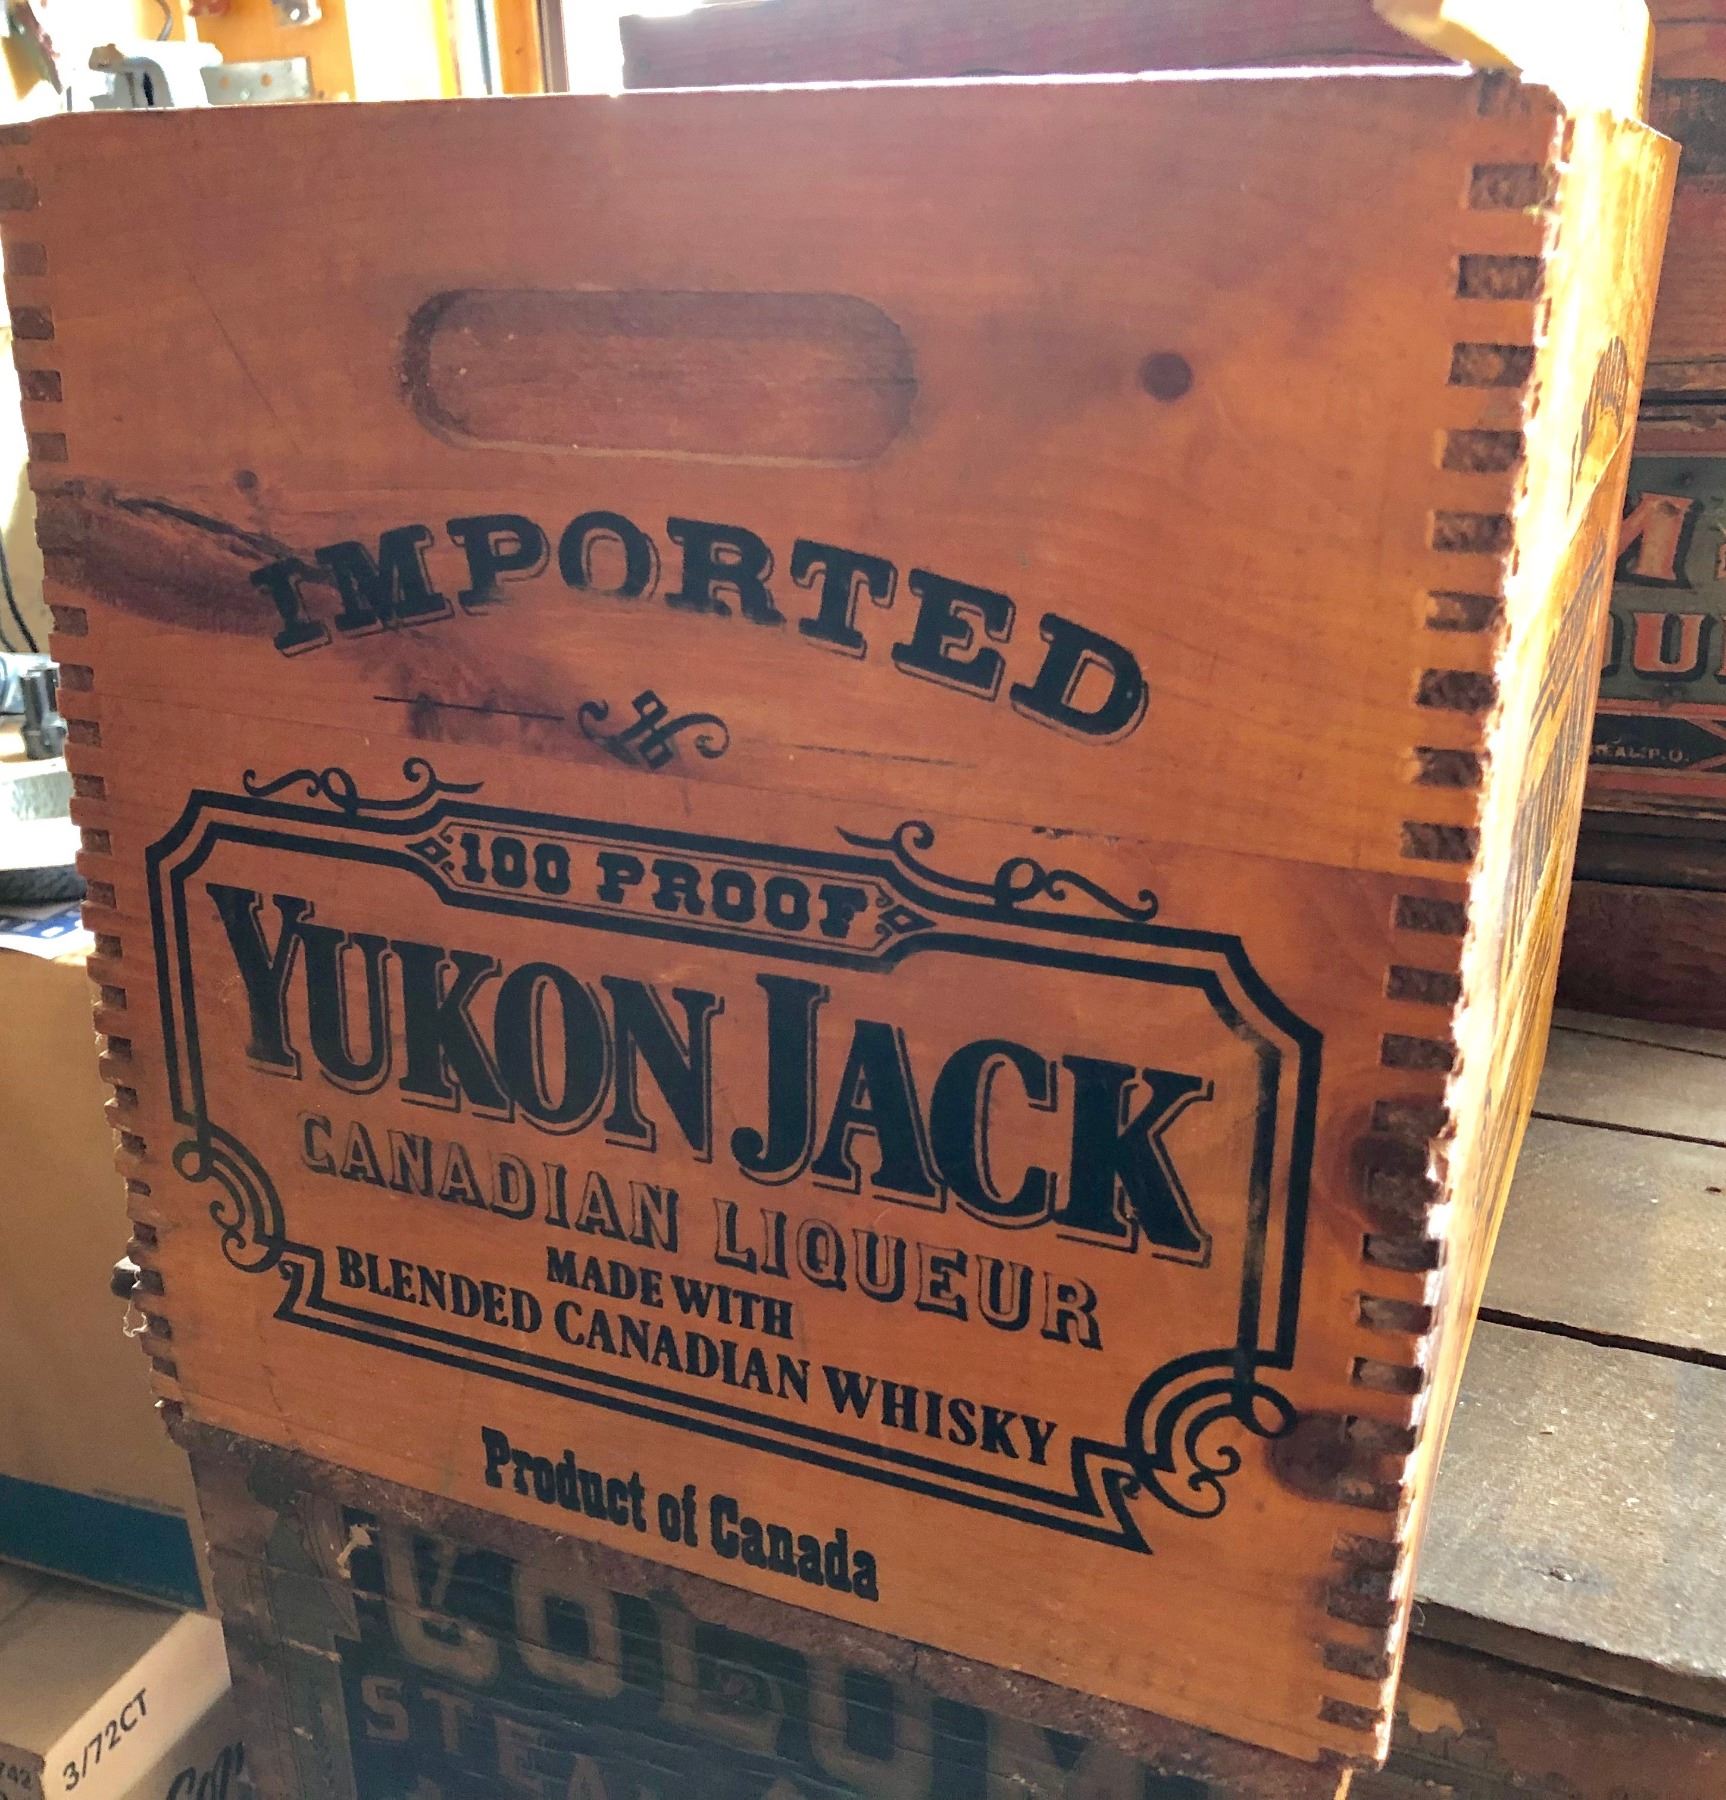 IMPORTED
100 PROOF
YUKON JACK
CANADIAN LIQUEUR
MADE WITH
BLENDED CANADIAN WHISKY
Product of Canada
3/72CT